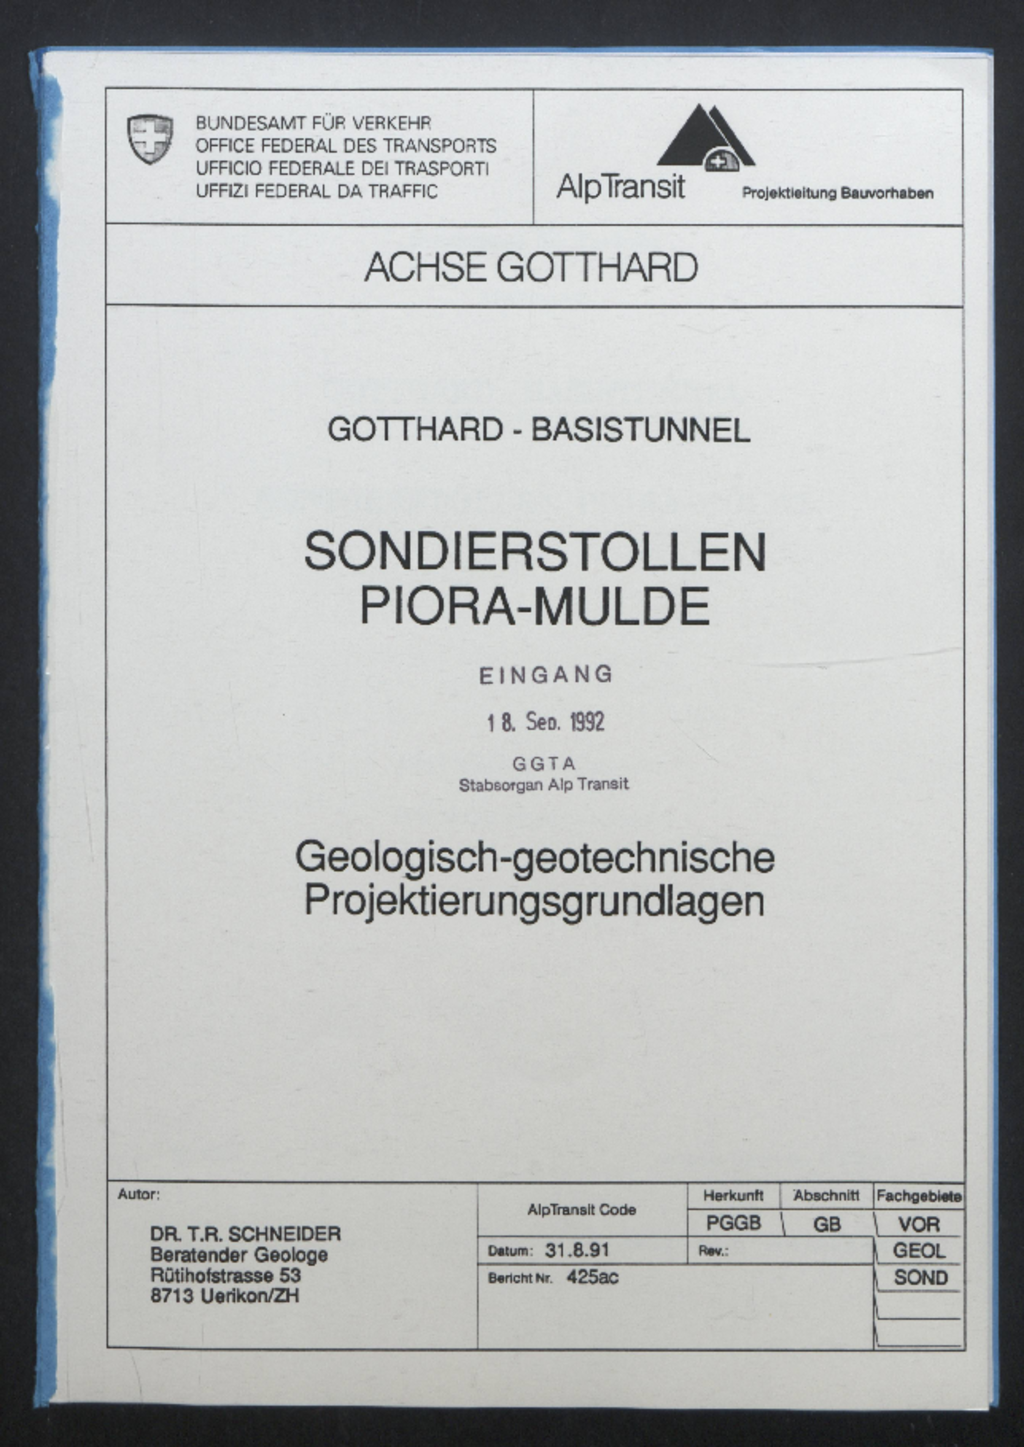 BUNDESAMT FÜR VERKEHR
OFFICE FEDERAL DES TRANSPORTS
UFFICIO FEDERALE DEI TRASPORTI
UFFIZI FEDERAL DA TRAFFIC
AlpTransit
Projektleitung Bauvorhaben
ACHSE GOTTHARD
GOTTHARD - BASISTUNNEL
SONDIERSTOLLEN
PIORA-MULDE
EINGANG
18. Sep. 1992
GGTA
Stabsorgan Alp Transit
Geologisch-geotechnische
Projektierungsgrundlagen
Autor:
DR. T.R. SCHNEIDER
Beratender Geologe
Rütihofstrasse 53
8713 Uerikon/ZH
AlpTransit Code
Herkunft Abschnitt Fachgebiete
PGGB \ GB \ VOR
Datum: 31.8.91 Rev.: \ GEOL
Bericht Nr. 425ac \ SOND